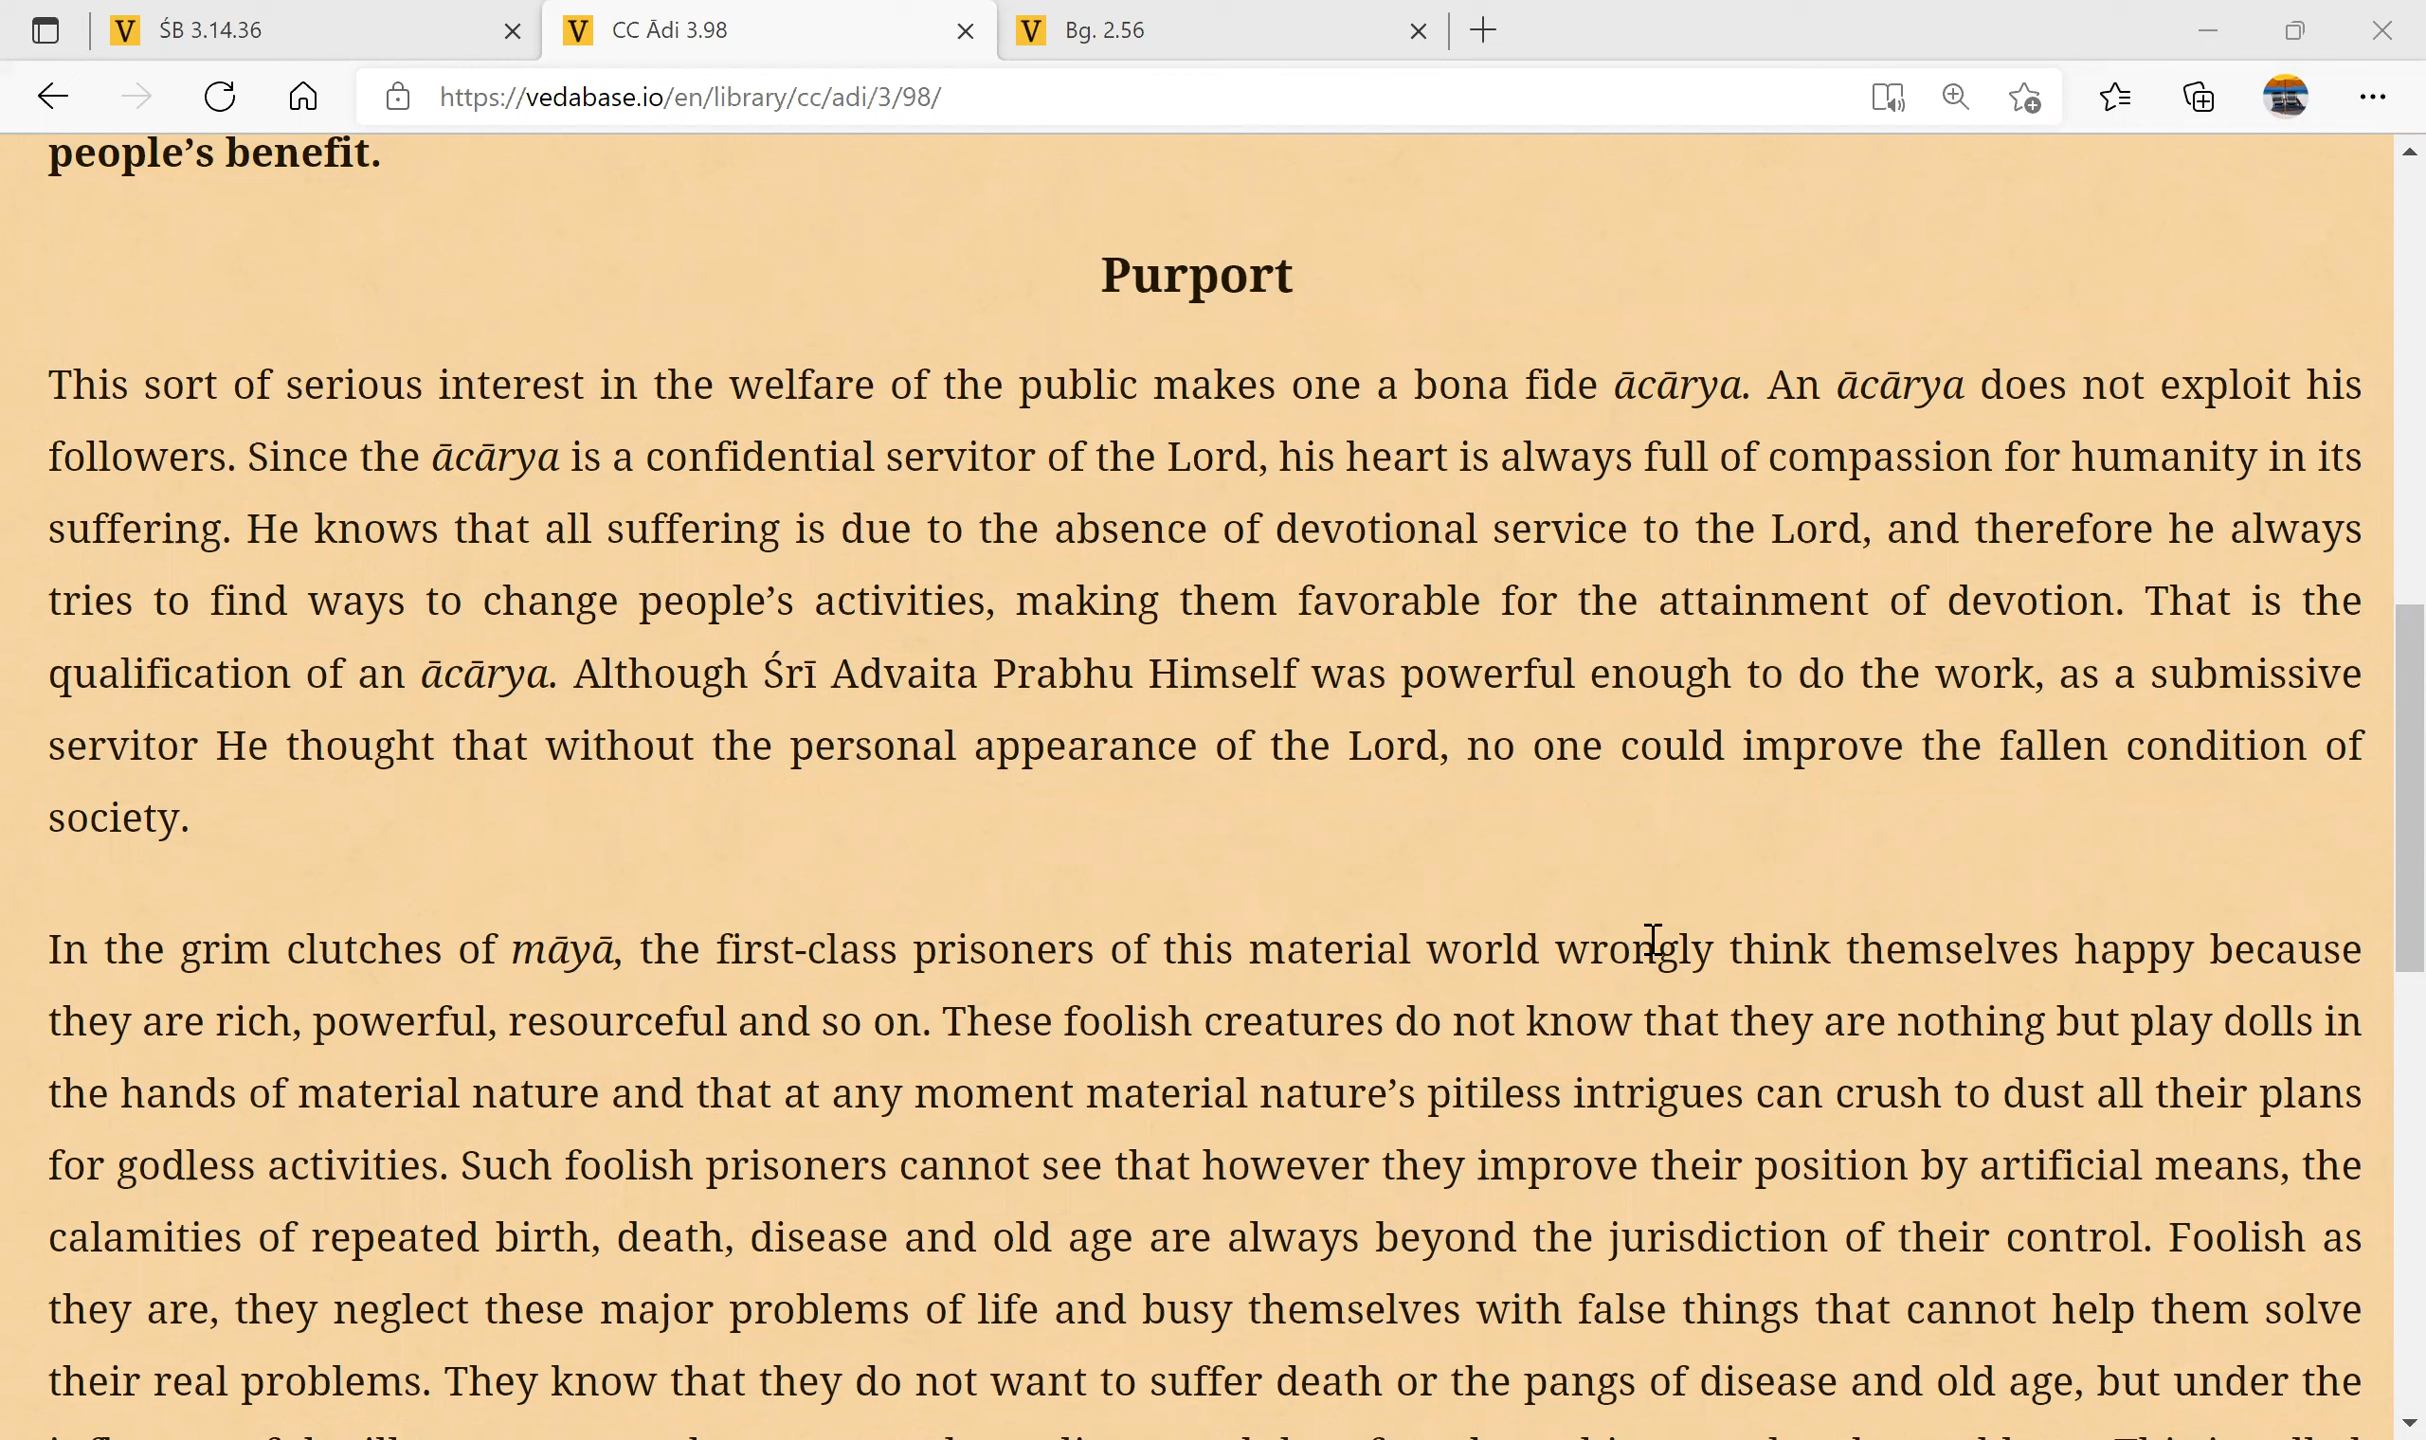 V ŚB 3.14.36
V CC Ādi 3.98
V Bg. 2.56
https://vedabase.io/en/library/cc/adi/3/98/
people’s benefit.
Purport
This sort of serious interest in the welfare of the public makes one a bona fide ācārya. An ācārya does not exploit his
followers. Since the ācārya is a confidential servitor of the Lord, his heart is always full of compassion for humanity in its
suffering. He knows that all suffering is due to the absence of devotional service to the Lord, and therefore he always
tries to find ways to change people’s activities, making them favorable for the attainment of devotion. That is the
qualification of an ācārya. Although Śrī Advaita Prabhu Himself was powerful enough to do the work, as a submissive
servitor He thought that without the personal appearance of the Lord, no one could improve the fallen condition of
society.
In the grim clutches of māyā, the first-class prisoners of this material world wrongly think themselves happy because
they are rich, powerful, resourceful and so on. These foolish creatures do not know that they are nothing but play dolls in
the hands of material nature and that at any moment material nature’s pitiless intrigues can crush to dust all their plans
for godless activities. Such foolish prisoners cannot see that however they improve their position by artificial means, the
calamities of repeated birth, death, disease and old age are always beyond the jurisdiction of their control. Foolish as
they are, they neglect these major problems of life and busy themselves with false things that cannot help them solve
their real problems. They know that they do not want to suffer death or the pangs of disease and old age, but under the